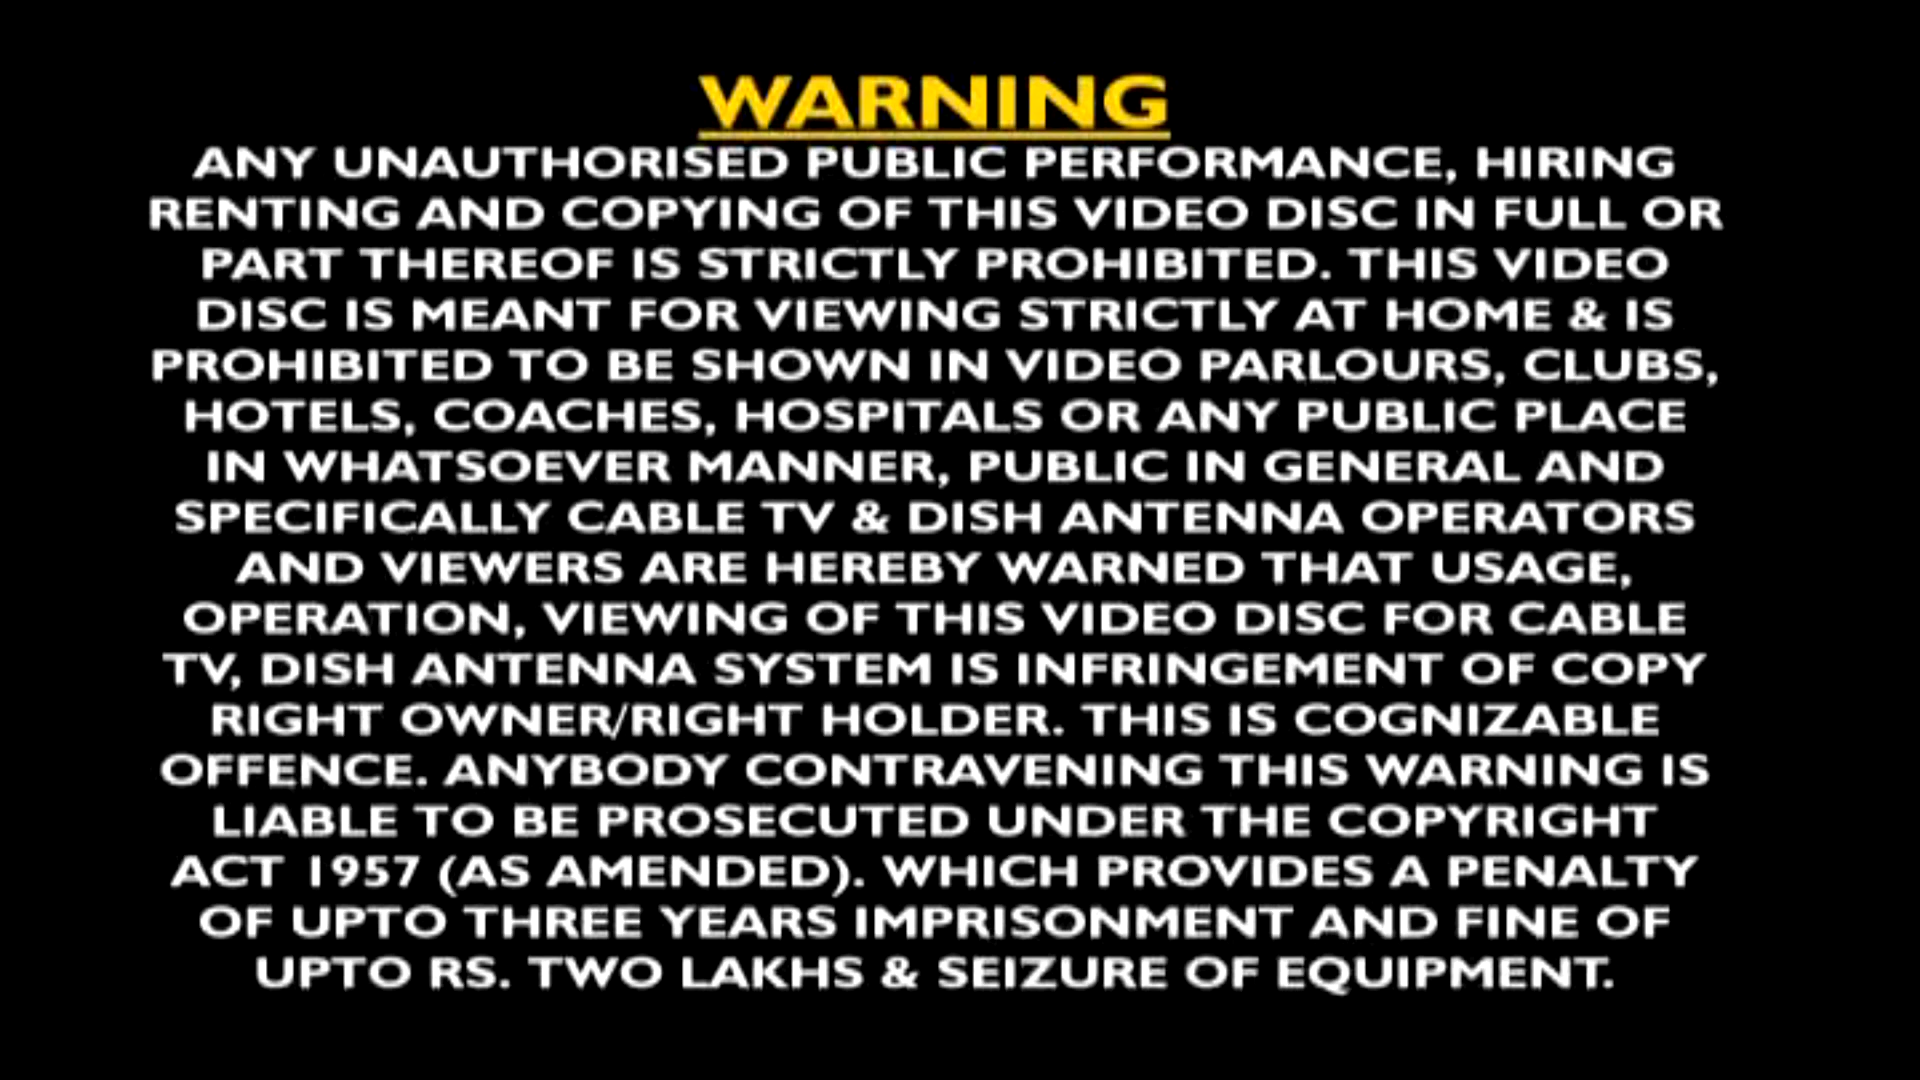 WARNING
ANY UNAUTHORISED PUBLIC PERFORMANCE, HIRING
RENTING AND COPYING OF THIS VIDEO DISC IN FULL OR
PART THEREOF IS STRICTLY PROHIBITED. THIS VIDEO
DISC IS MEANT FOR VIEWING STRICTLY AT HOME & IS
PROHIBITED TO BE SHOWN IN VIDEO PARLOURS, CLUBS,
HOTELS, COACHES, HOSPITALS OR ANY PUBLIC PLACE
IN WHATSOEVER MANNER, PUBLIC IN GENERAL AND
SPECIFICALLY CABLE TV & DISH ANTENNA OPERATORS
AND VIEWERS ARE HEREBY WARNED THAT USAGE,
OPERATION, VIEWING OF THIS VIDEO DISC FOR CABLE
TV, DISH ANTENNA SYSTEM IS INFRINGEMENT OF COPY
RIGHT OWNER/RIGHT HOLDER. THIS IS COGNIZABLE
OFFENCE. ANYBODY CONTRAVENING THIS WARNING IS
LIABLE TO BE PROSECUTED UNDER THE COPYRIGHT
ACT 1957 (AS AMENDED). WHICH PROVIDES A PENALTY
OF UPTO THREE YEARS IMPRISONMENT AND FINE OF
UPTO RS. TWO LAKHS & SEIZURE OF EQUIPMENT.